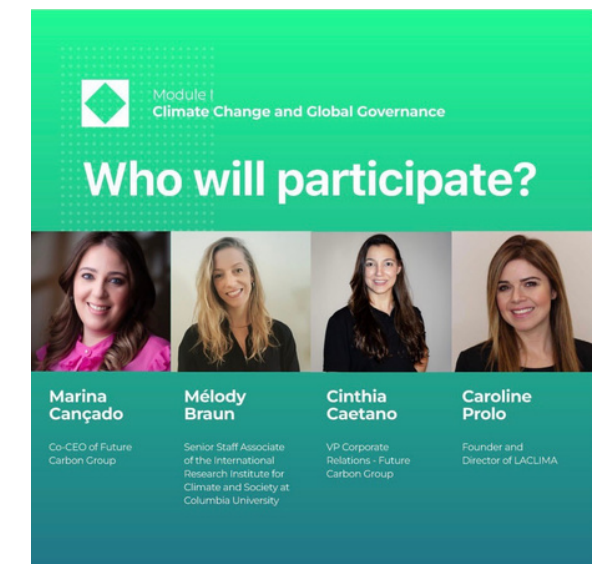 Module I
Climate Change and Global Governance
Who will participate?
Marina
Cançado
Co-CEO of Future
Carbon Group
Mélody
Braun
Senior Staff Associate
of the International
Research Institute for
Climate and Society at
Columbia University
Cinthia
Caetano
VP Corporate
Relations - Future
Carbon Group
Caroline
Prolo
Founder and
Director of LACLIMA